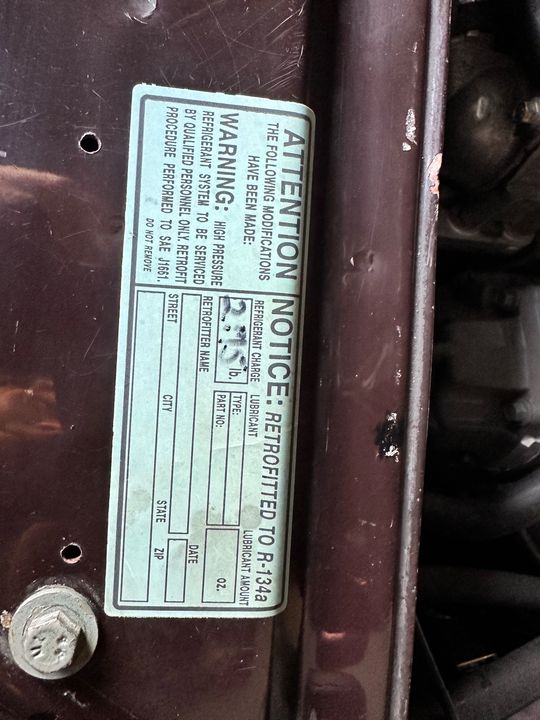 ATTENTION
THE FOLLOWING MODIFICATIONS
HAVE BEEN MADE:
WARNING: HIGH PRESSURE
REFRIGERANT SYSTEM TO BE SERVICED
BY QUALIFIED PERSONNEL ONLY. RETROFIT
PROCEDURE PERFORMED TO SAE J1661.
DO NOT REMOVE
NOTICE: RETROFITTED TO R-134a
REFRIGERANT CHARGE LUBRICANT LUBRICANT AMOUNT
2.75 lb. TYPE: OZ.
PART NO:
RETROFITTER NAME DATE
STREET CITY STATE ZIP